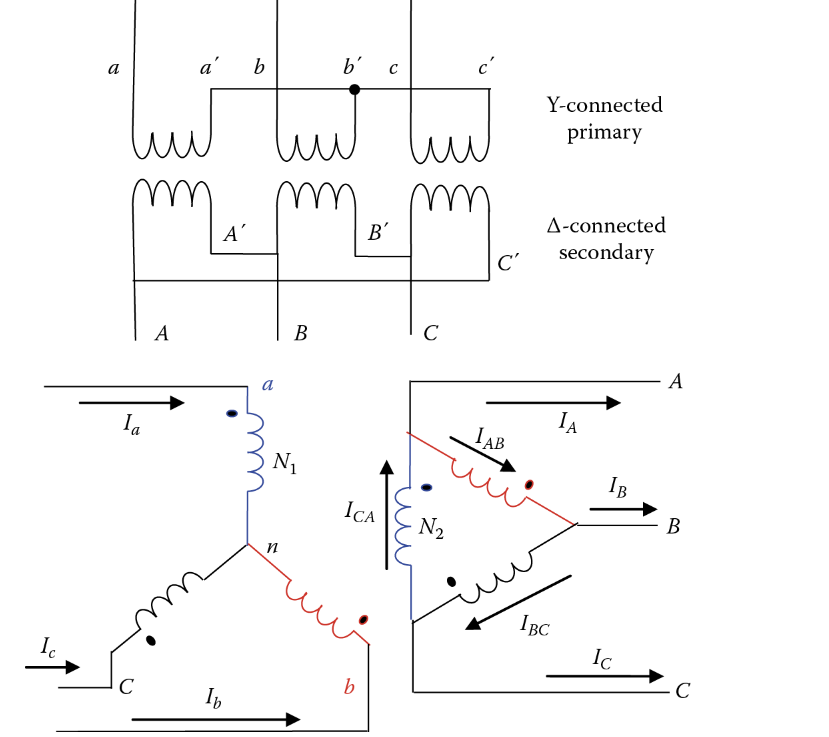 a a′ b b′ c c′
Y-connected
primary
Δ-connected
secondary
A′ B′ C′
A B C
a
I_a
N_1
n
I_c
C
I_b
b
A
I_A
I_AB
I_B
I_CA
N_2
B
I_BC
I_C
C